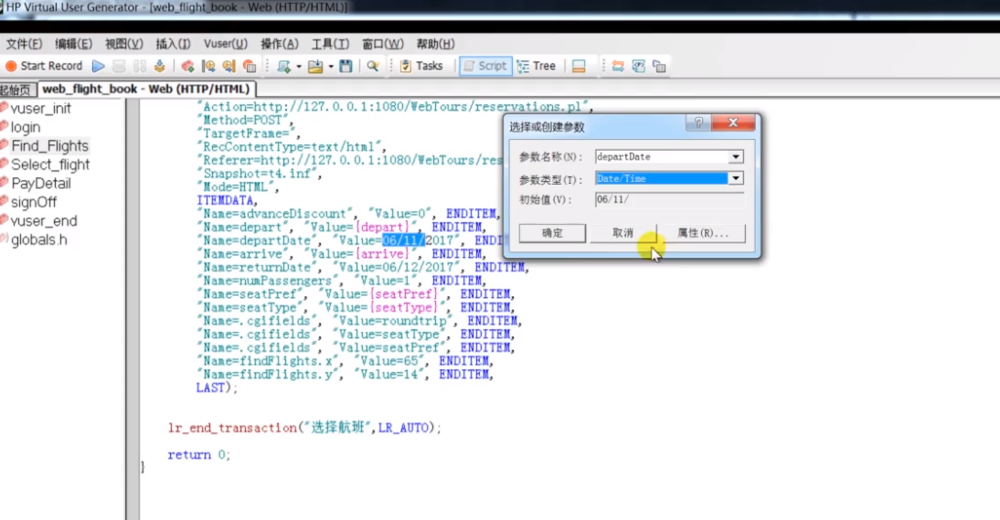 HP Virtual User Generator - [web_flight_book - Web (HTTP/HTML)]
文件(F) 编辑(E) 视图(V) 插入(I) Vuser(U) 操作(A) 工具(T) 窗口(W) 帮助(H)
Start Record Tasks Script Tree
起始页 web_flight_book - Web (HTTP/HTML)
vuser_init
login
Find_Flights
Select_flight
PayDetail
signOff
vuser_end
globals.h
"Action=http://127.0.0.1:1080/WebTours/reservations.pl",
"Method=POST",
"TargetFrame=",
"RecContentType=text/html",
"Referer=http://127.0.0.1:1080/WebTours/res
"Snapshot=t4.inf",
"Mode=HTML",
ITEMDATA,
"Name=advanceDiscount", "Value=0", ENDITEM,
"Name=depart", "Value={depart}", ENDITEM,
"Name=departDate", "Value=06/11/2017", ENDI
"Name=arrive", "Value={arrive}", ENDITEM,
"Name=returnDate", "Value=06/12/2017", ENDITEM,
"Name=numPassengers", "Value=1", ENDITEM,
"Name=seatPref", "Value={seatPref}", ENDITEM,
"Name=seatType", "Value={seatType}", ENDITEM,
"Name=.cgifields", "Value=roundtrip", ENDITEM,
"Name=.cgifields", "Value=seatType", ENDITEM,
"Name=.cgifields", "Value=seatPref", ENDITEM,
"Name=findFlights.x", "Value=65", ENDITEM,
"Name=findFlights.y", "Value=14", ENDITEM,
LAST);
lr_end_transaction("选择航班",LR_AUTO);
return 0;
}
选择或创建参数
参数名称(N): departDate
参数类型(T): Date/Time
初始值(V): 06/11/
确定 取消 属性(R)...